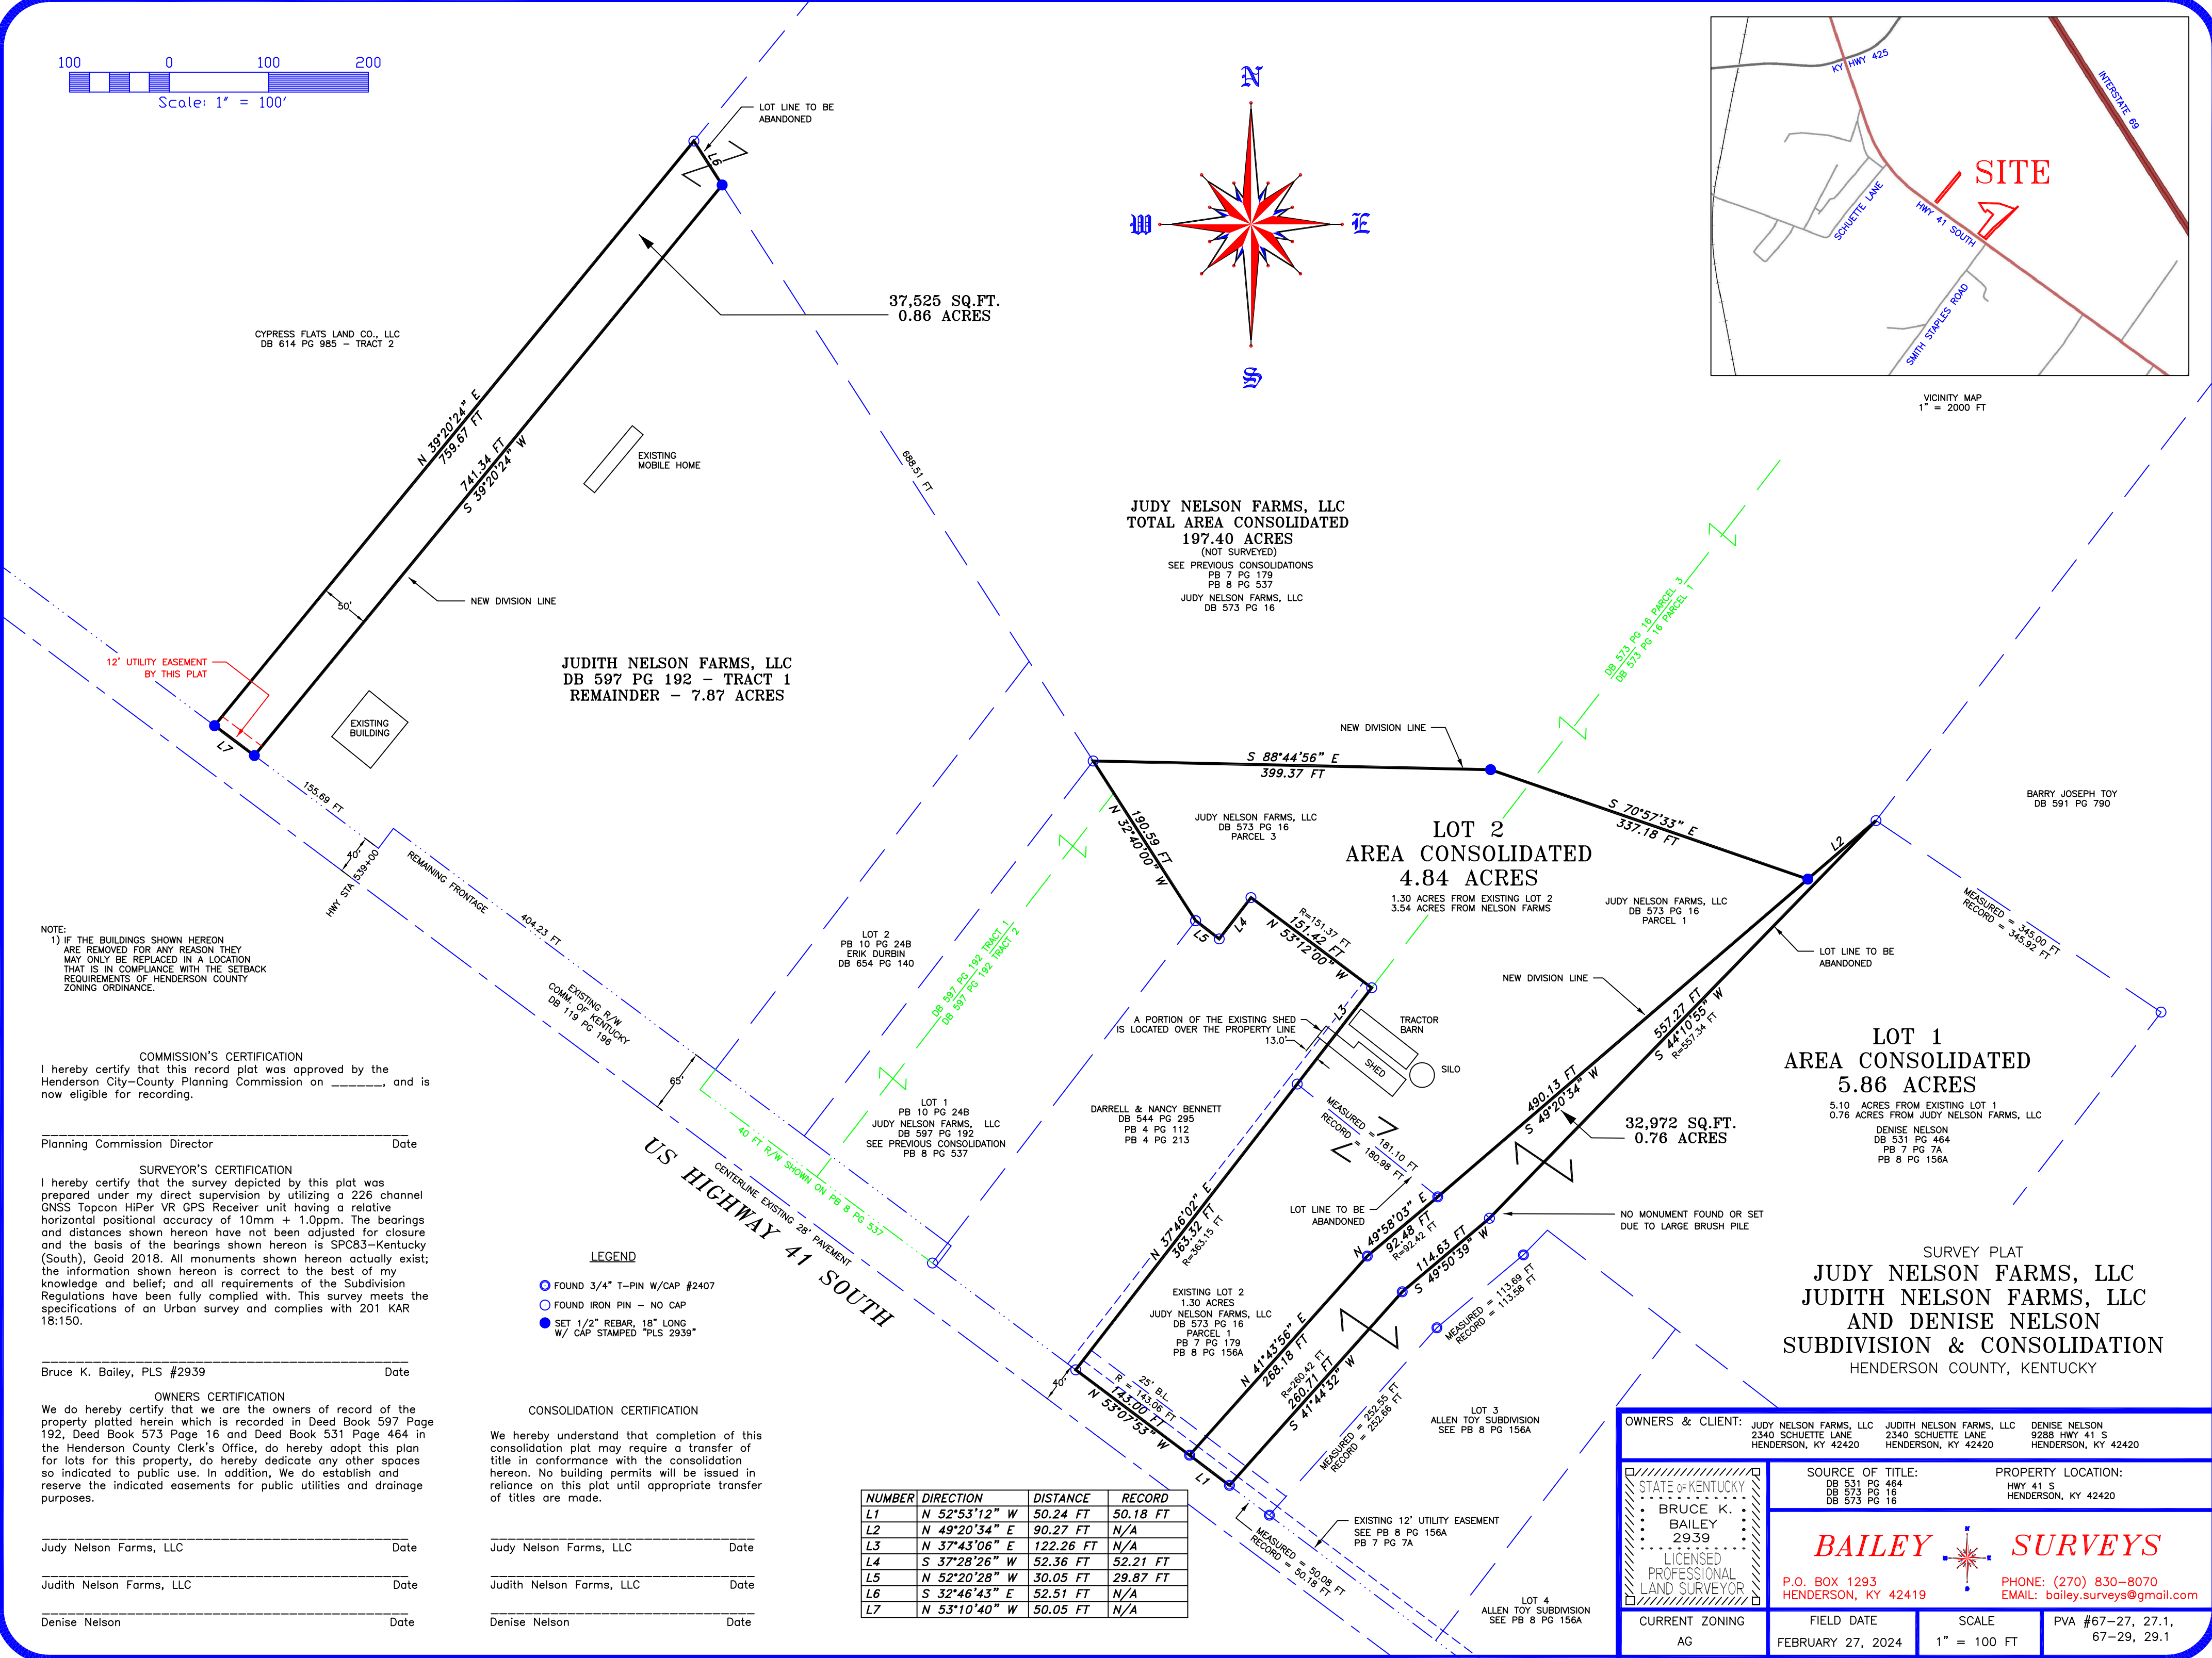 100 0 100 200
Scale: 1" = 100'
LOT LINE TO BE
ABANDONED
L6
N
W E
S
KY HWY 425
INTERSTATE 69
SITE
SCHUETTE LANE
HWY 41 SOUTH
SMITH STAPLES ROAD
VICINITY MAP
1" = 2000 FT
37,525 SQ.FT.
0.86 ACRES
CYPRESS FLATS LAND CO., LLC
DB 614 PG 985 - TRACT 2
N 39°20'24" E
759.67 FT
741.34 FT
S 39°20'24" W
EXISTING
MOBILE HOME
688.51 FT
JUDY NELSON FARMS, LLC
TOTAL AREA CONSOLIDATED
197.40 ACRES
(NOT SURVEYED)
SEE PREVIOUS CONSOLIDATIONS
PB 7 PG 179
PB 8 PG 537
JUDY NELSON FARMS, LLC
DB 573 PG 16
DB 573 PG 16 PARCEL 3
DB 573 PG 16 PARCEL 1
50'
NEW DIVISION LINE
12' UTILITY EASEMENT
BY THIS PLAT
JUDITH NELSON FARMS, LLC
DB 597 PG 192 - TRACT 1
REMAINDER - 7.87 ACRES
EXISTING
BUILDING
L7
155.69 FT
40'
HWY STA 539+00
REMAINING FRONTAGE
404.23 FT
NEW DIVISION LINE
S 88°44'56" E
399.37 FT
S 70°57'33" E
337.18 FT
190.59 FT
N 32°40'00" W
JUDY NELSON FARMS, LLC
DB 573 PG 16
PARCEL 3
LOT 2
AREA CONSOLIDATED
4.84 ACRES
1.30 ACRES FROM EXISTING LOT 2
3.54 ACRES FROM NELSON FARMS
JUDY NELSON FARMS, LLC
DB 573 PG 16
PARCEL 1
L2
BARRY JOSEPH TOY
DB 591 PG 790
MEASURED = 345.00 FT
RECORD = 345.92 FT
L5
L4
R=151.37 FT
151.42 FT
N 53°12'00" W
LOT LINE TO BE
ABANDONED
NEW DIVISION LINE
NOTE:
1) IF THE BUILDINGS SHOWN HEREON
ARE REMOVED FOR ANY REASON THEY
MAY ONLY BE REPLACED IN A LOCATION
THAT IS IN COMPLIANCE WITH THE SETBACK
REQUIREMENTS OF HENDERSON COUNTY
ZONING ORDINANCE.
LOT 2
PB 10 PG 24B
ERIK DURBIN
DB 654 PG 140
DB 597 PG 192 TRACT 1
DB 597 PG 192 TRACT 2
EXISTING R/W
COMM. OF KENTUCKY
DB 119 PG 196
65'
A PORTION OF THE EXISTING SHED
IS LOCATED OVER THE PROPERTY LINE
13.0'
L3
TRACTOR
BARN
SHED
SILO
557.27 FT
S 44°10'55" W
R=557.34 FT
490.13 FT
S 49°20'34" W
LOT 1
AREA CONSOLIDATED
5.86 ACRES
5.10 ACRES FROM EXISTING LOT 1
0.76 ACRES FROM JUDY NELSON FARMS, LLC
DENISE NELSON
DB 531 PG 464
PB 7 PG 7A
PB 8 PG 156A
32,972 SQ.FT.
0.76 ACRES
COMMISSION'S CERTIFICATION
I hereby certify that this record plat was approved by the
Henderson City-County Planning Commission on ______, and is
now eligible for recording.
Planning Commission Director Date
SURVEYOR'S CERTIFICATION
I hereby certify that the survey depicted by this plat was
prepared under my direct supervision by utilizing a 226 channel
GNSS Topcon HiPer VR GPS Receiver unit having a relative
horizontal positional accuracy of 10mm + 1.0ppm. The bearings
and distances shown hereon have not been adjusted for closure
and the basis of the bearings shown hereon is SPC83-Kentucky
(South), Geoid 2018. All monuments shown hereon actually exist;
the information shown hereon is correct to the best of my
knowledge and belief; and all requirements of the Subdivision
Regulations have been fully complied with. This survey meets the
specifications of an Urban survey and complies with 201 KAR
18:150.
Bruce K. Bailey, PLS #2939 Date
OWNERS CERTIFICATION
We do hereby certify that we are the owners of record of the
property platted herein which is recorded in Deed Book 597 Page
192, Deed Book 573 Page 16 and Deed Book 531 Page 464 in
the Henderson County Clerk's Office, do hereby adopt this plan
for lots for this property, do hereby dedicate any other spaces
so indicated to public use. In addition, We do establish and
reserve the indicated easements for public utilities and drainage
purposes.
Judy Nelson Farms, LLC Date
Judith Nelson Farms, LLC Date
Denise Nelson Date
LOT 1
PB 10 PG 24B
JUDY NELSON FARMS, LLC
DB 597 PG 192
SEE PREVIOUS CONSOLIDATION
PB 8 PG 537
40 FT R/W SHOWN ON PB 8 PG 537
CENTERLINE EXISTING 28' PAVEMENT
US HIGHWAY 41 SOUTH
DARRELL & NANCY BENNETT
DB 544 PG 295
PB 4 PG 112
PB 4 PG 213
MEASURED = 181.10 FT
RECORD = 180.98 FT
N 37°46'02" E
363.32 FT
R=363.15 FT
LOT LINE TO BE
ABANDONED
N 49°58'03" E
92.48 FT
R=92.42 FT
114.63 FT
S 49°50'39" W
NO MONUMENT FOUND OR SET
DUE TO LARGE BRUSH PILE
MEASURED = 113.69 FT
RECORD = 113.58 FT
LEGEND
FOUND 3/4" T-PIN W/CAP #2407
FOUND IRON PIN - NO CAP
SET 1/2" REBAR, 18" LONG
W/ CAP STAMPED "PLS 2939"
EXISTING LOT 2
1.30 ACRES
JUDY NELSON FARMS, LLC
DB 573 PG 16
PARCEL 1
PB 7 PG 179
PB 8 PG 156A
N 41°43'56" E
268.18 FT
R=260.42 FT
260.71 FT
S 41°44'32" W
MEASURED = 252.55 FT
RECORD = 252.66 FT
40'
25' B.L.
R = 143.06 FT
143.00 FT
N 53°07'53" W
L1
LOT 3
ALLEN TOY SUBDIVISION
SEE PB 8 PG 156A
MEASURED = 50.08 FT
RECORD = 50.18 FT
EXISTING 12' UTILITY EASEMENT
SEE PB 8 PG 156A
PB 7 PG 7A
LOT 4
ALLEN TOY SUBDIVISION
SEE PB 8 PG 156A
CONSOLIDATION CERTIFICATION
We hereby understand that completion of this
consolidation plat may require a transfer of
title in conformance with the consolidation
hereon. No building permits will be issued in
reliance on this plat until appropriate transfer
of titles are made.
Judy Nelson Farms, LLC Date
Judith Nelson Farms, LLC Date
Denise Nelson Date
NUMBER DIRECTION DISTANCE RECORD
L1 N 52°53'12" W 50.24 FT 50.18 FT
L2 N 49°20'34" E 90.27 FT N/A
L3 N 37°43'06" E 122.26 FT N/A
L4 S 37°28'26" W 52.36 FT 52.21 FT
L5 N 52°20'28" W 30.05 FT 29.87 FT
L6 S 32°46'43" E 52.51 FT N/A
L7 N 53°10'40" W 50.05 FT N/A
SURVEY PLAT
JUDY NELSON FARMS, LLC
JUDITH NELSON FARMS, LLC
AND DENISE NELSON
SUBDIVISION & CONSOLIDATION
HENDERSON COUNTY, KENTUCKY
OWNERS & CLIENT:
JUDY NELSON FARMS, LLC
2340 SCHUETTE LANE
HENDERSON, KY 42420
JUDITH NELSON FARMS, LLC
2340 SCHUETTE LANE
HENDERSON, KY 42420
DENISE NELSON
9288 HWY 41 S
HENDERSON, KY 42420
STATE OF KENTUCKY
BRUCE K.
BAILEY
2939
LICENSED
PROFESSIONAL
LAND SURVEYOR
SOURCE OF TITLE:
DB 531 PG 464
DB 573 PG 16
DB 573 PG 16
PROPERTY LOCATION:
HWY 41 S
HENDERSON, KY 42420
BAILEY SURVEYS
P.O. BOX 1293
HENDERSON, KY 42419
PHONE: (270) 830-8070
EMAIL: bailey.surveys@gmail.com
CURRENT ZONING
AG
FIELD DATE
FEBRUARY 27, 2024
SCALE
1" = 100 FT
PVA #67-27, 27.1,
67-29, 29.1